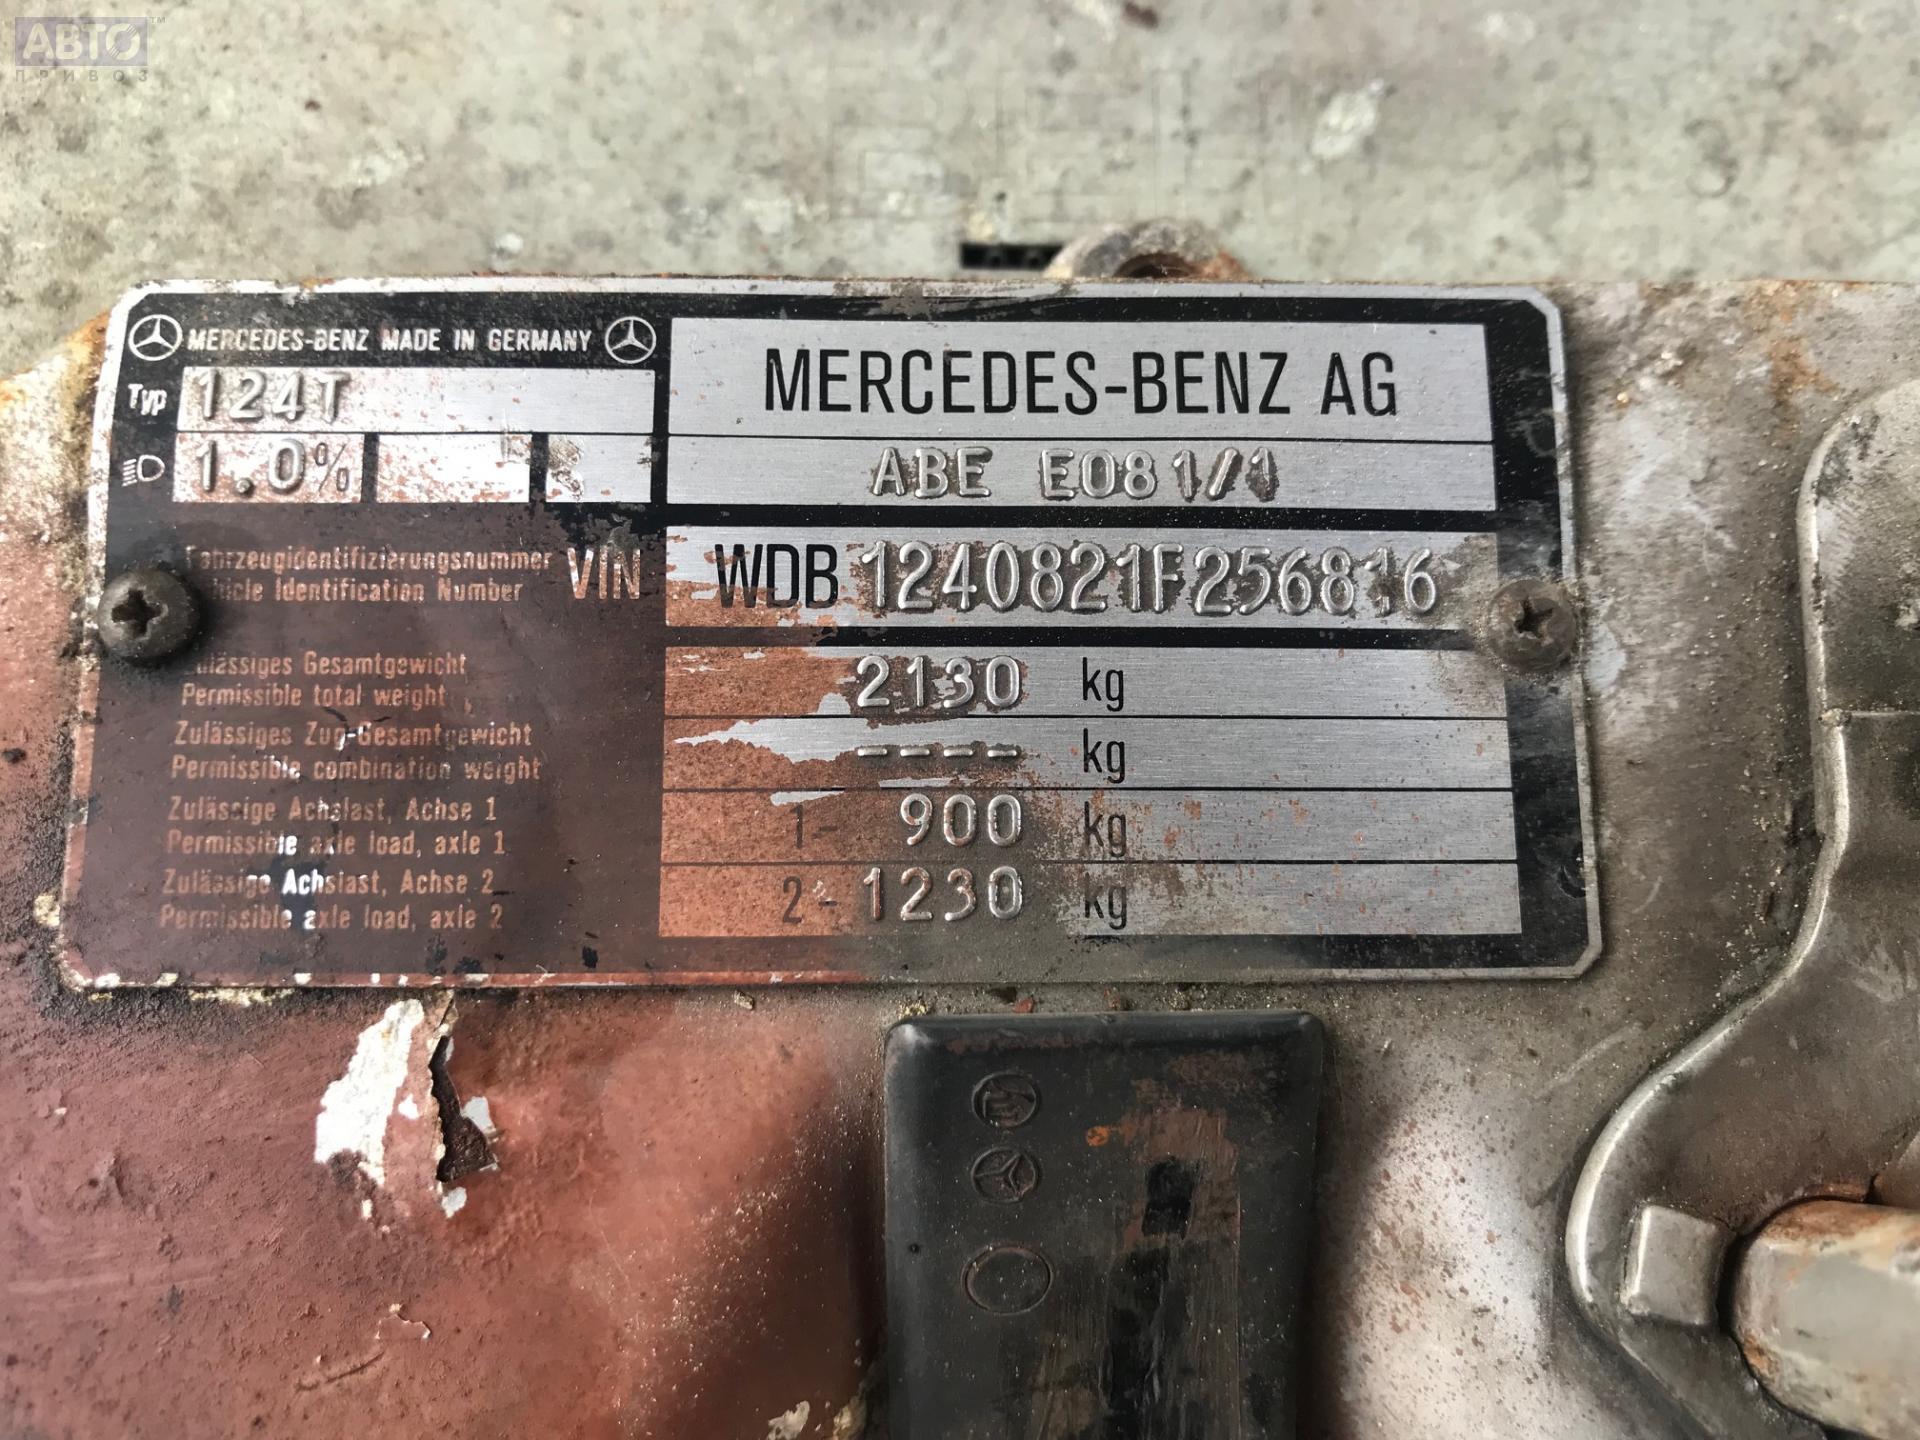 АВТО™
ПРИВОЗ
MERCEDES-BENZ MADE IN GERMANY
MERCEDES-BENZ AG
Typ 124T
ABE E081/1
1.0%
Fahrzeugidentifizierungsnummer
Vehicle Identification Number
VIN WDB 1240821F256816
Zulässiges Gesamtgewicht
Permissible total weight
2130 kg
Zulässiges Zug-Gesamtgewicht
Permissible combination weight
---- kg
Zulässige Achslast, Achse 1
Permissible axle load, axle 1
1- 900 kg
Zulässige Achslast, Achse 2
Permissible axle load, axle 2
2- 1230 kg